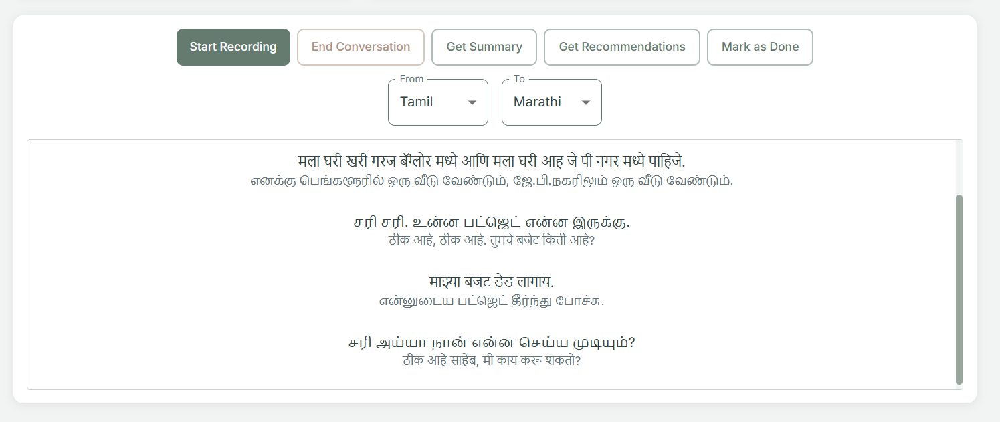 Start Recording
End Conversation
Get Summary
Get Recommendations
Mark as Done
From
To
Tamil
Marathi
मला घरी खरी गरज बॅंग्लोर मध्ये आणि मला घरी आह जे पी नगर मध्ये पाहिजे.
எனக்கு பெங்களூரில் ஒரு வீடு வேண்டும், ஜே.பி.நகரிலும் ஒரு வீடு வேண்டும்.
சரி சரி. உன்ன பட்ஜெட் என்ன இருக்கு.
ठीक आहे, ठीक आहे. तुमचे बजेट किती आहे?
माझ्या बजट डेड लागाय.
என்னுடைய பட்ஜெட் தீர்ந்து போச்சு.
சரி அய்யா நான் என்ன செய்ய முடியும்?
ठीक आहे साहेब, मी काय करू शकतो?